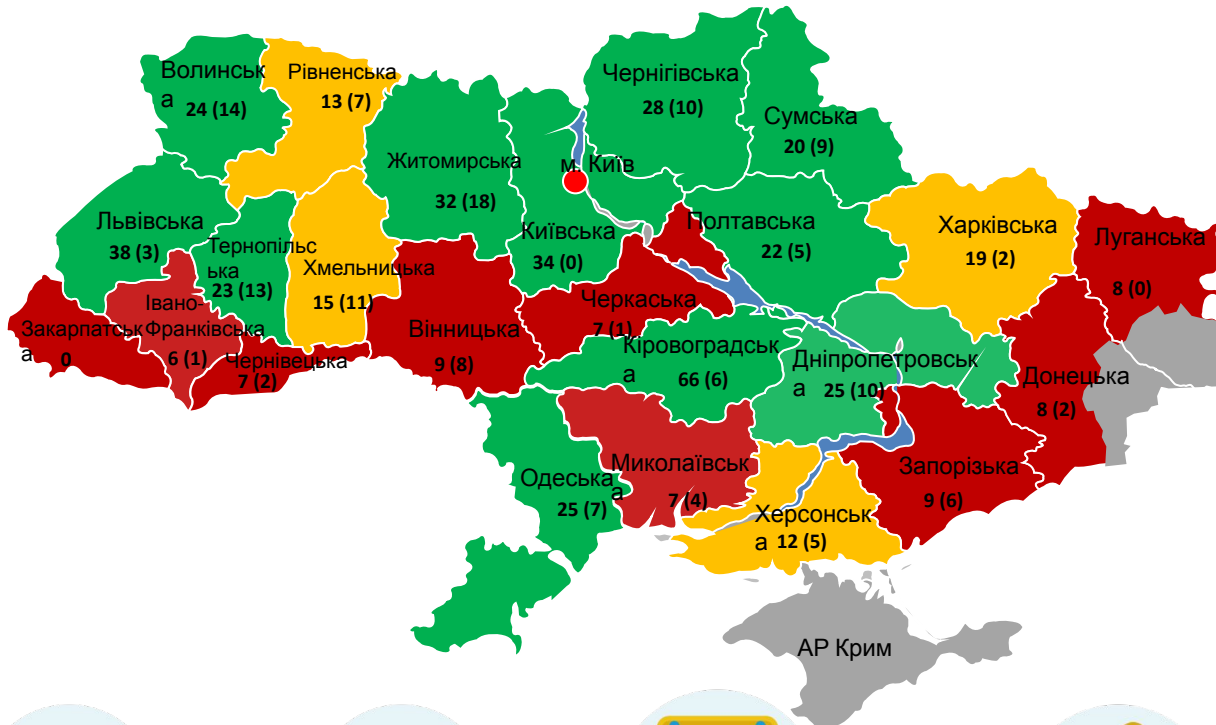 Волинськ
а 24 (14)
Рівненська
13 (7)
Житомирська
32 (18)
Чернігівська
28 (10)
Сумська
20 (9)
м. Київ
Київська
34 (0)
Львівська
38 (3)
Тернопільс
ька
23 (13)
Хмельницька
15 (11)
Полтавська
22 (5)
Харківська
19 (2)
Луганська
8 (0)
Закарпатськ
а 0
Івано-
Франківська
6 (1)
Чернівецька
7 (2)
Вінницька
9 (8)
Черкаська
7 (1)
Кіровоградськ
а 66 (6)
Дніпропетровськ
а 25 (10)
Донецька
8 (2)
Одеська
25 (7)
Миколаївськ
а
7 (4)
Запорізька
9 (6)
Херсонськ
а 12 (5)
АР Крим